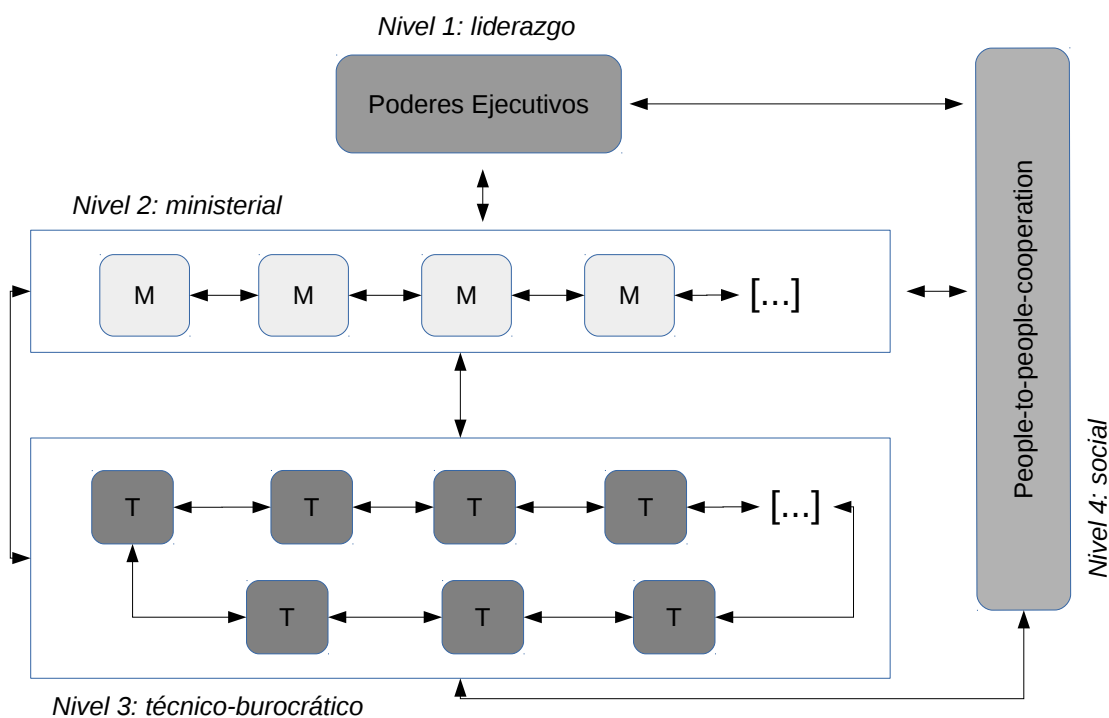 Nivel 1: liderazgo
Poderes Ejecutivos
Nivel 2: ministerial
M M M M [...]
T T T T [...]
T T T
Nivel 3: técnico-burocrático
People-to-people-cooperation
Nivel 4: social